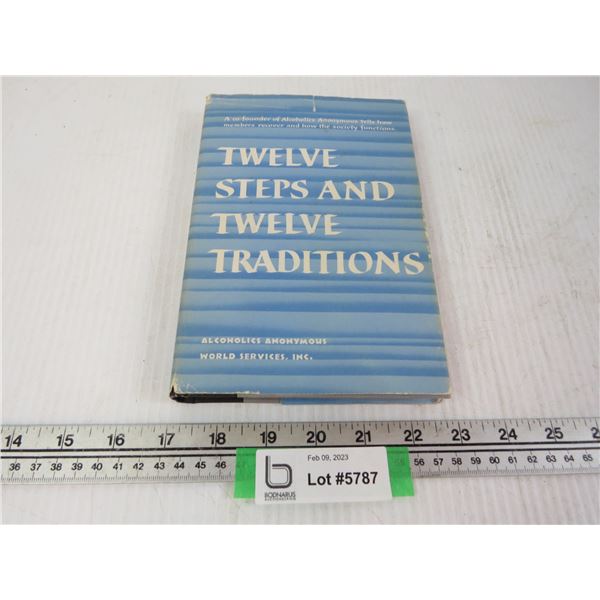 A co-founder of Alcoholics Anonymous tells how
members recover and how the society functions.
TWELVE
STEPS AND
TWELVE
TRADITIONS
ALCOHOLICS ANONYMOUS
WORLD SERVICES, INC.
14 15 16 17 18 19 20 21 22 23 24 25
36 37 38 39 40 41 42 43 44 45 46 55 56 57 58 59 60 61 62 63 64 65
Feb 09, 2023
BODNARUS
AUCTIONEERING
Lot #5787